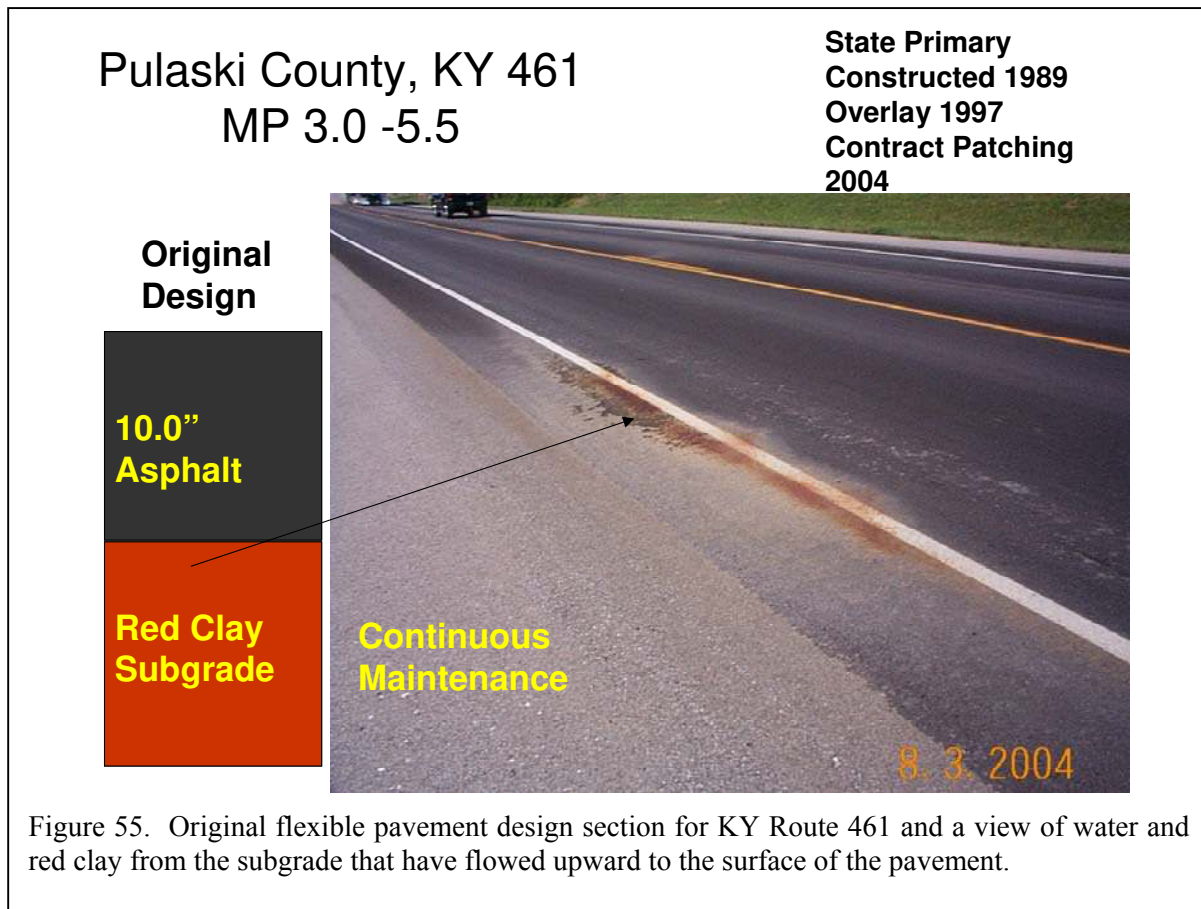 Pulaski County, KY 461
MP 3.0 -5.5
State Primary
Constructed 1989
Overlay 1997
Contract Patching
2004
Original
Design
10.0”
Asphalt
Red Clay
Subgrade
Continuous
Maintenance
8. 3. 2004
Figure 55.  Original flexible pavement design section for KY Route 461 and a view of water and
red clay from the subgrade that have flowed upward to the surface of the pavement.